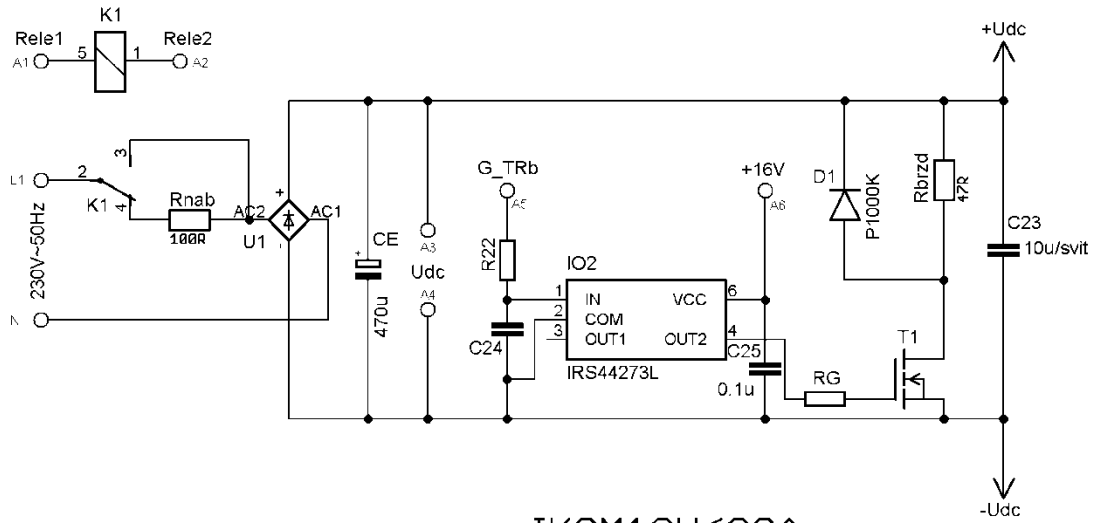 K1
Rele1
Rele2
A1
5
1
A2
+Udc
3
L1
2
K1
4
Rnab
100R
AC2
AC1
+
-
U1
230V~50Hz
N
+
CE
470u
A3
Udc
A4
G_TRb
A5
R22
C24
IO2
1
IN
2
COM
3
OUT1
VCC
6
OUT2
4
IRS44273L
+16V
A6
C25
0.1u
RG
D1
P1000K
Rbrzd
47R
T1
C23
10u/svit
-Udc